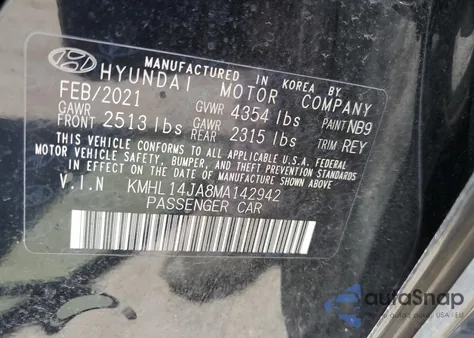 MANUFACTURED IN KOREA BY
HYUNDAI MOTOR COMPANY
FEB/2021 GVWR 4354 lbs PAINT NB9
GAWR FRONT 2513 lbs GAWR REAR 2315 lbs TRIM REY
THIS VEHICLE CONFORMS TO ALL APPLICABLE U.S.A. FEDERAL
MOTOR VEHICLE SAFETY, BUMPER, AND THEFT PREVENTION STANDARDS
IN EFFECT ON THE DATE OF MANUFACTURE SHOWN ABOVE.
V.I.N KMHL14JA8MA142942
PASSENGER CAR
autoSnap